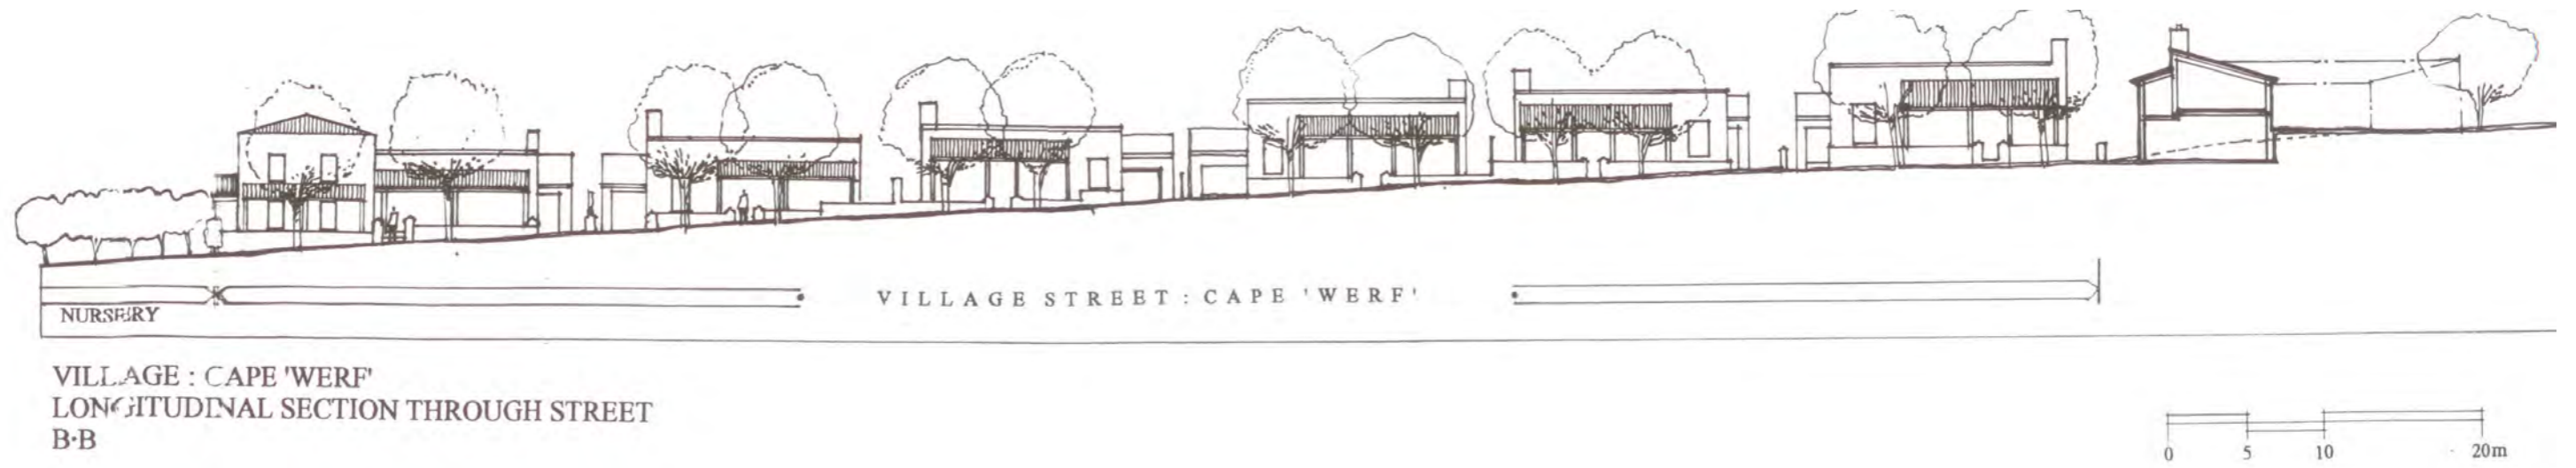 VILLAGE STREET : CAPE 'WERF'
NURSERY
VILLAGE : CAPE 'WERF'
LONGITUDINAL SECTION THROUGH STREET
B-B
0 5 10 20m